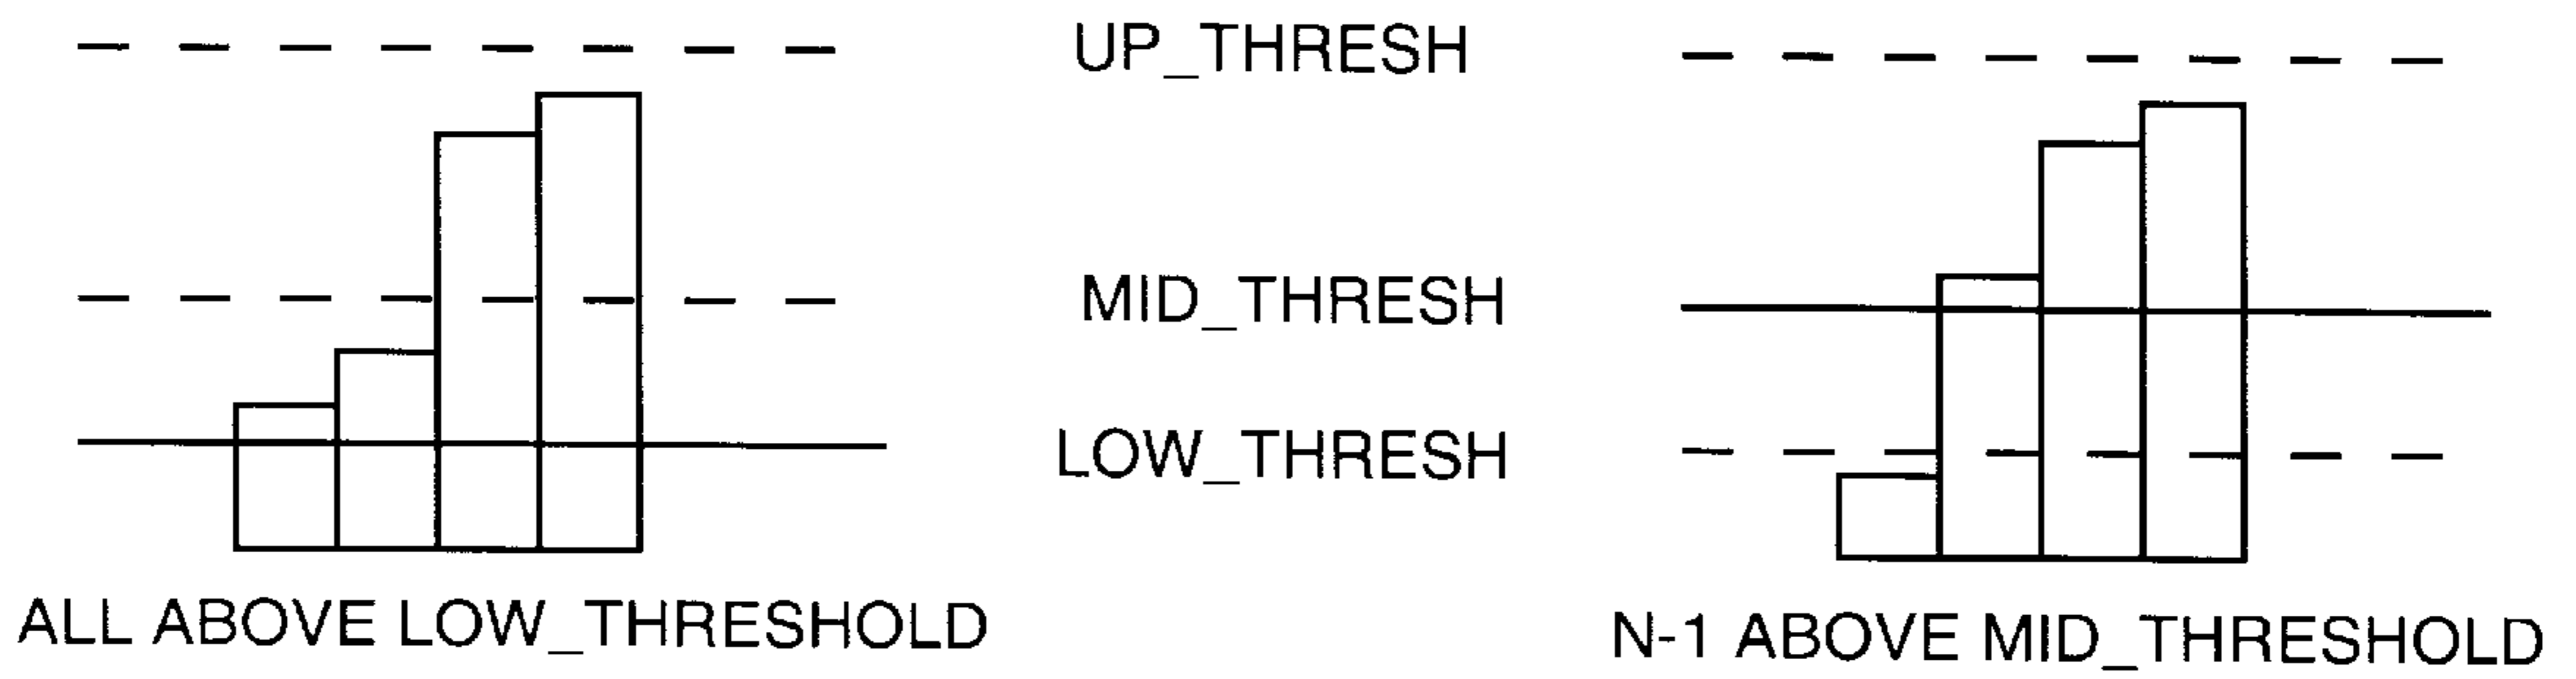 UP_THRESH
MID_THRESH
LOW_THRESH
ALL ABOVE LOW_THRESHOLD
N-1 ABOVE MID_THRESHOLD